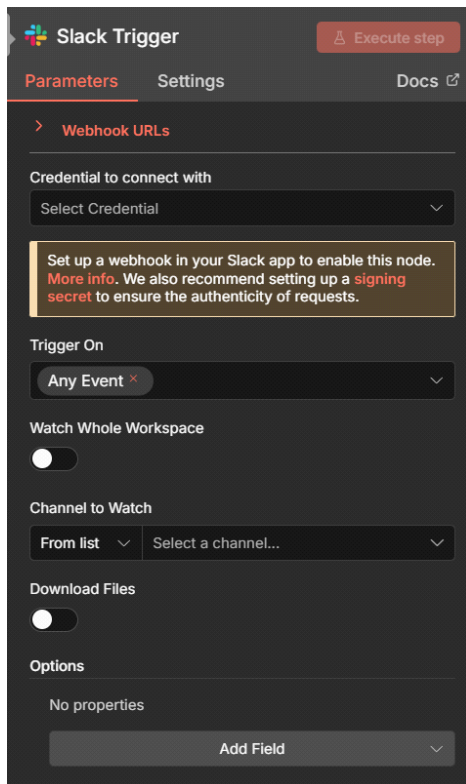 Slack Trigger
Execute step
Parameters
Settings
Docs
Webhook URLs
Credential to connect with
Select Credential
Set up a webhook in your Slack app to enable this node.
More info. We also recommend setting up a signing
secret to ensure the authenticity of requests.
Trigger On
Any Event
Watch Whole Workspace
Channel to Watch
From list
Select a channel...
Download Files
Options
No properties
Add Field